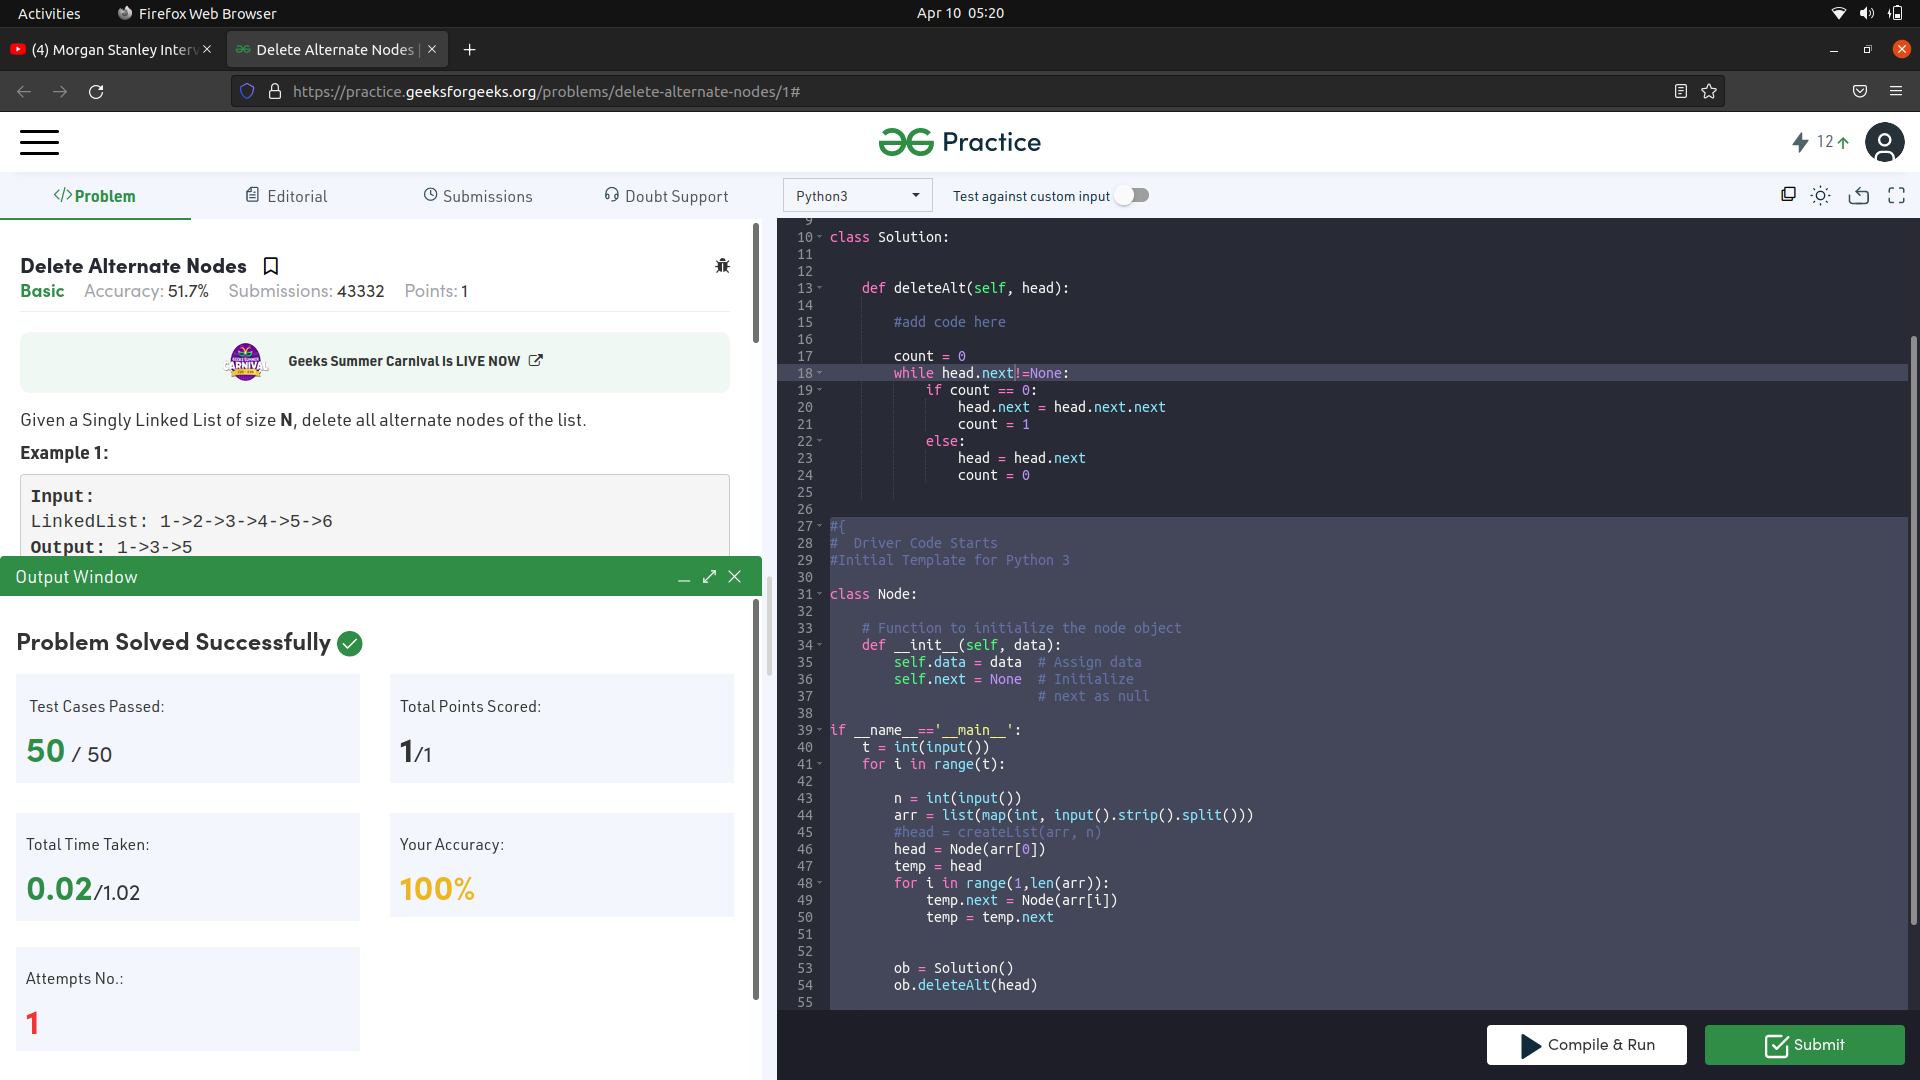 Activities
Firefox Web Browser
Apr 10 05:20
(4) Morgan Stanley Interv
Delete Alternate Nodes |
https://practice.geeksforgeeks.org/problems/delete-alternate-nodes/1#
Practice
12
</>Problem
Editorial
Submissions
Doubt Support
Python3
Test against custom input
Delete Alternate Nodes
Basic Accuracy: 51.7% Submissions: 43332 Points: 1
Geeks Summer Carnival is LIVE NOW
Given a Singly Linked List of size N, delete all alternate nodes of the list.
Example 1:
Input:
LinkedList: 1->2->3->4->5->6
Output: 1->3->5
Output Window
Problem Solved Successfully
Test Cases Passed:
50 / 50
Total Points Scored:
1/1
Total Time Taken:
0.02/1.02
Your Accuracy:
100%
Attempts No.:
1
9
10 class Solution:
11
12
13 def deleteAlt(self, head):
14
15 #add code here
16
17 count = 0
18 while head.next!=None:
19 if count == 0:
20 head.next = head.next.next
21 count = 1
22 else:
23 head = head.next
24 count = 0
25
26
27 #{
28 #  Driver Code Starts
29 #Initial Template for Python 3
30
31 class Node:
32
33 # Function to initialize the node object
34 def __init__(self, data):
35 self.data = data  # Assign data
36 self.next = None  # Initialize
37 # next as null
38
39 if __name__=='__main__':
40 t = int(input())
41 for i in range(t):
42
43 n = int(input())
44 arr = list(map(int, input().strip().split()))
45 #head = createList(arr, n)
46 head = Node(arr[0])
47 temp = head
48 for i in range(1,len(arr)):
49 temp.next = Node(arr[i])
50 temp = temp.next
51
52
53 ob = Solution()
54 ob.deleteAlt(head)
55
Compile & Run
Submit